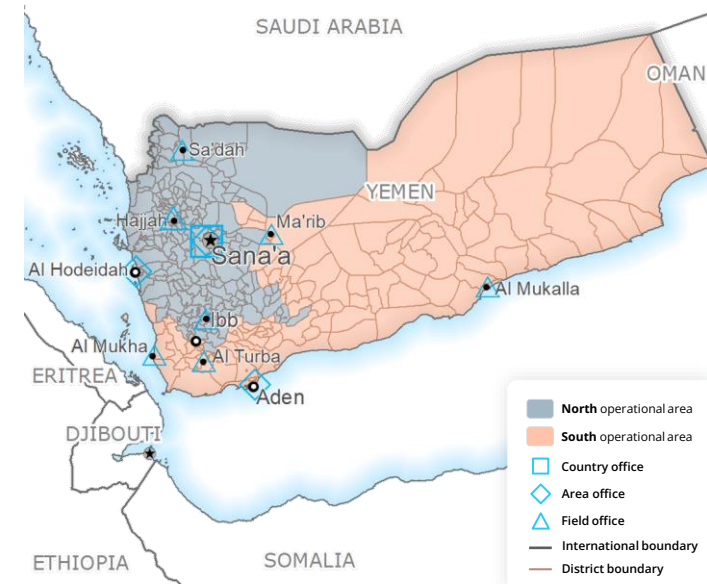 SAUDI ARABIA
OMAN
Sa'dah
YEMEN
Hajjah
Ma'rib
Sana'a
Al Hodeidah
Al Mukalla
Ibb
Al Mukha
Al Turba
ERITREA
Aden
DJIBOUTI
ETHIOPIA
SOMALIA
North operational area
South operational area
Country office
Area office
Field office
International boundary
District boundary